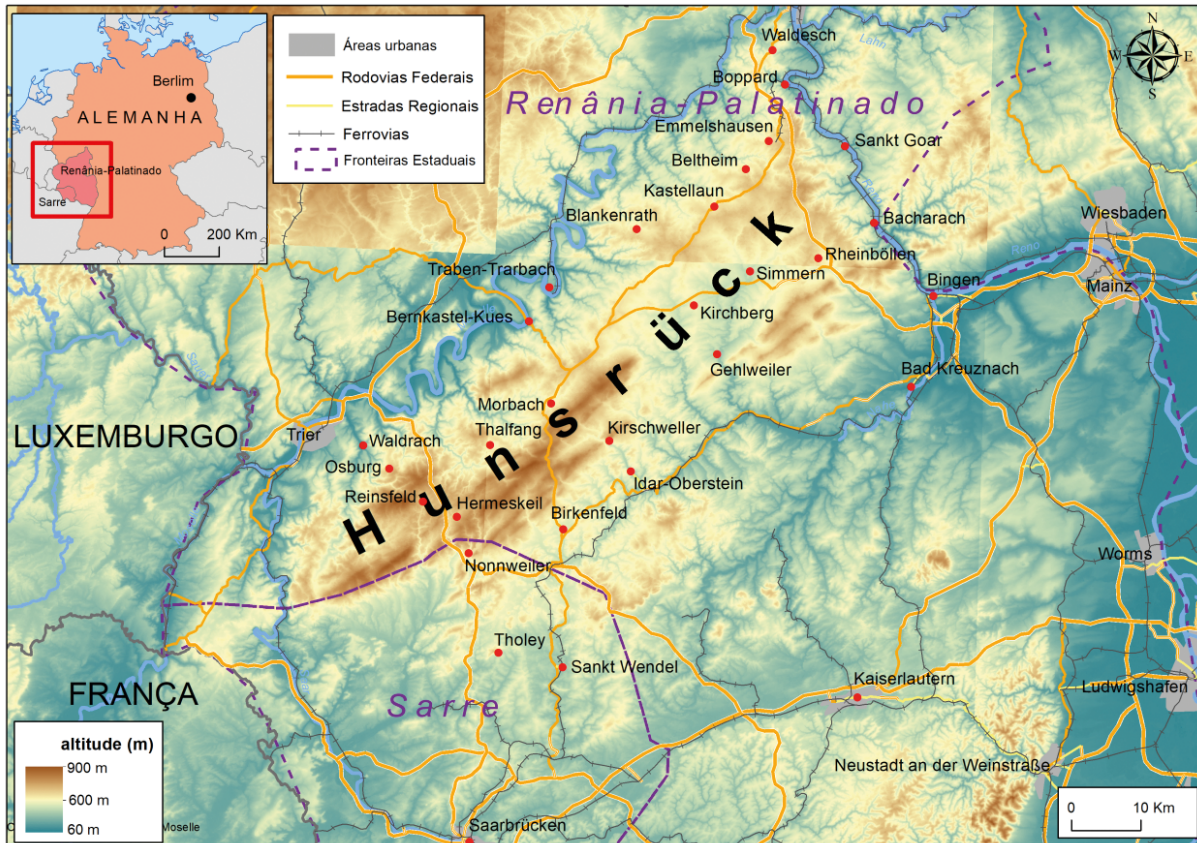 Berlim
ALEMANHA
Renânia-Palatinado
Sarre
0 200 Km
Áreas urbanas
Rodovias Federais
Estradas Regionais
Ferrovias
Fronteiras Estaduais
N
W E
S
Waldesch
Lahn
Boppard
Renânia-Palatinado
Emmelshausen
Sankt Goar
Beltheim
Kastellaun
Blankenrath
Bacharach
Wiesbaden
Reno
Rheinböllen
Simmern
Traben-Trarbach
Bingen
Mainz
Kirchberg
Bernkastel-Kues
Gehlweiler
Bad Kreuznach
Hunsrück
Morbach
LUXEMBURGO
Trier
Waldrach
Thalfang
Kirschweller
Osburg
Idar-Oberstein
Reinsfeld
Hermeskeil
Birkenfeld
Nonnweiler
Worms
Tholey
Sankt Wendel
FRANÇA
Sarre
Kaiserlautern
Ludwigshafen
altitude (m)
900 m
600 m
60 m
Moselle
Neustadt an der Weinstraße
0 10 Km
Saarbrücken